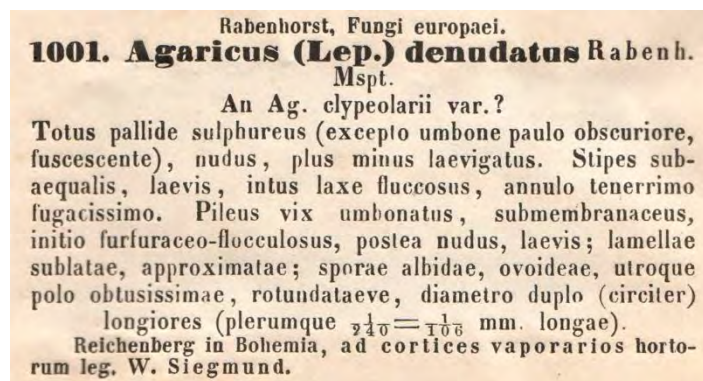 Rabenhorst, Fungi europaei.
1001. Agaricus (Lep.) denudatus Rabenh.
Mspt.
An Ag. clypeolarii var.?
Totus pallide sulphureus (excepto umbone paulo obscuriore,
fuscescente), nudus, plus minus laevigatus. Stipes sub-
aequalis, laevis, intus laxe fluccosus, annulo tenerrimo
fugacissimo. Pileus vix umbonatus, submembranaceus,
initio furfuraceo-flocculosus, postea nudus, laevis; lamellae
sublatae, approximatae; sporae albidae, ovoideae, utroque
polo obtusissimae, rotundataeve, diametro duplo (circiter)
longiores (plerumque 1/240=1/106 mm. longae).
Reichenberg in Bohemia, ad cortices vaporarios horto-
rum leg. W. Siegmund.